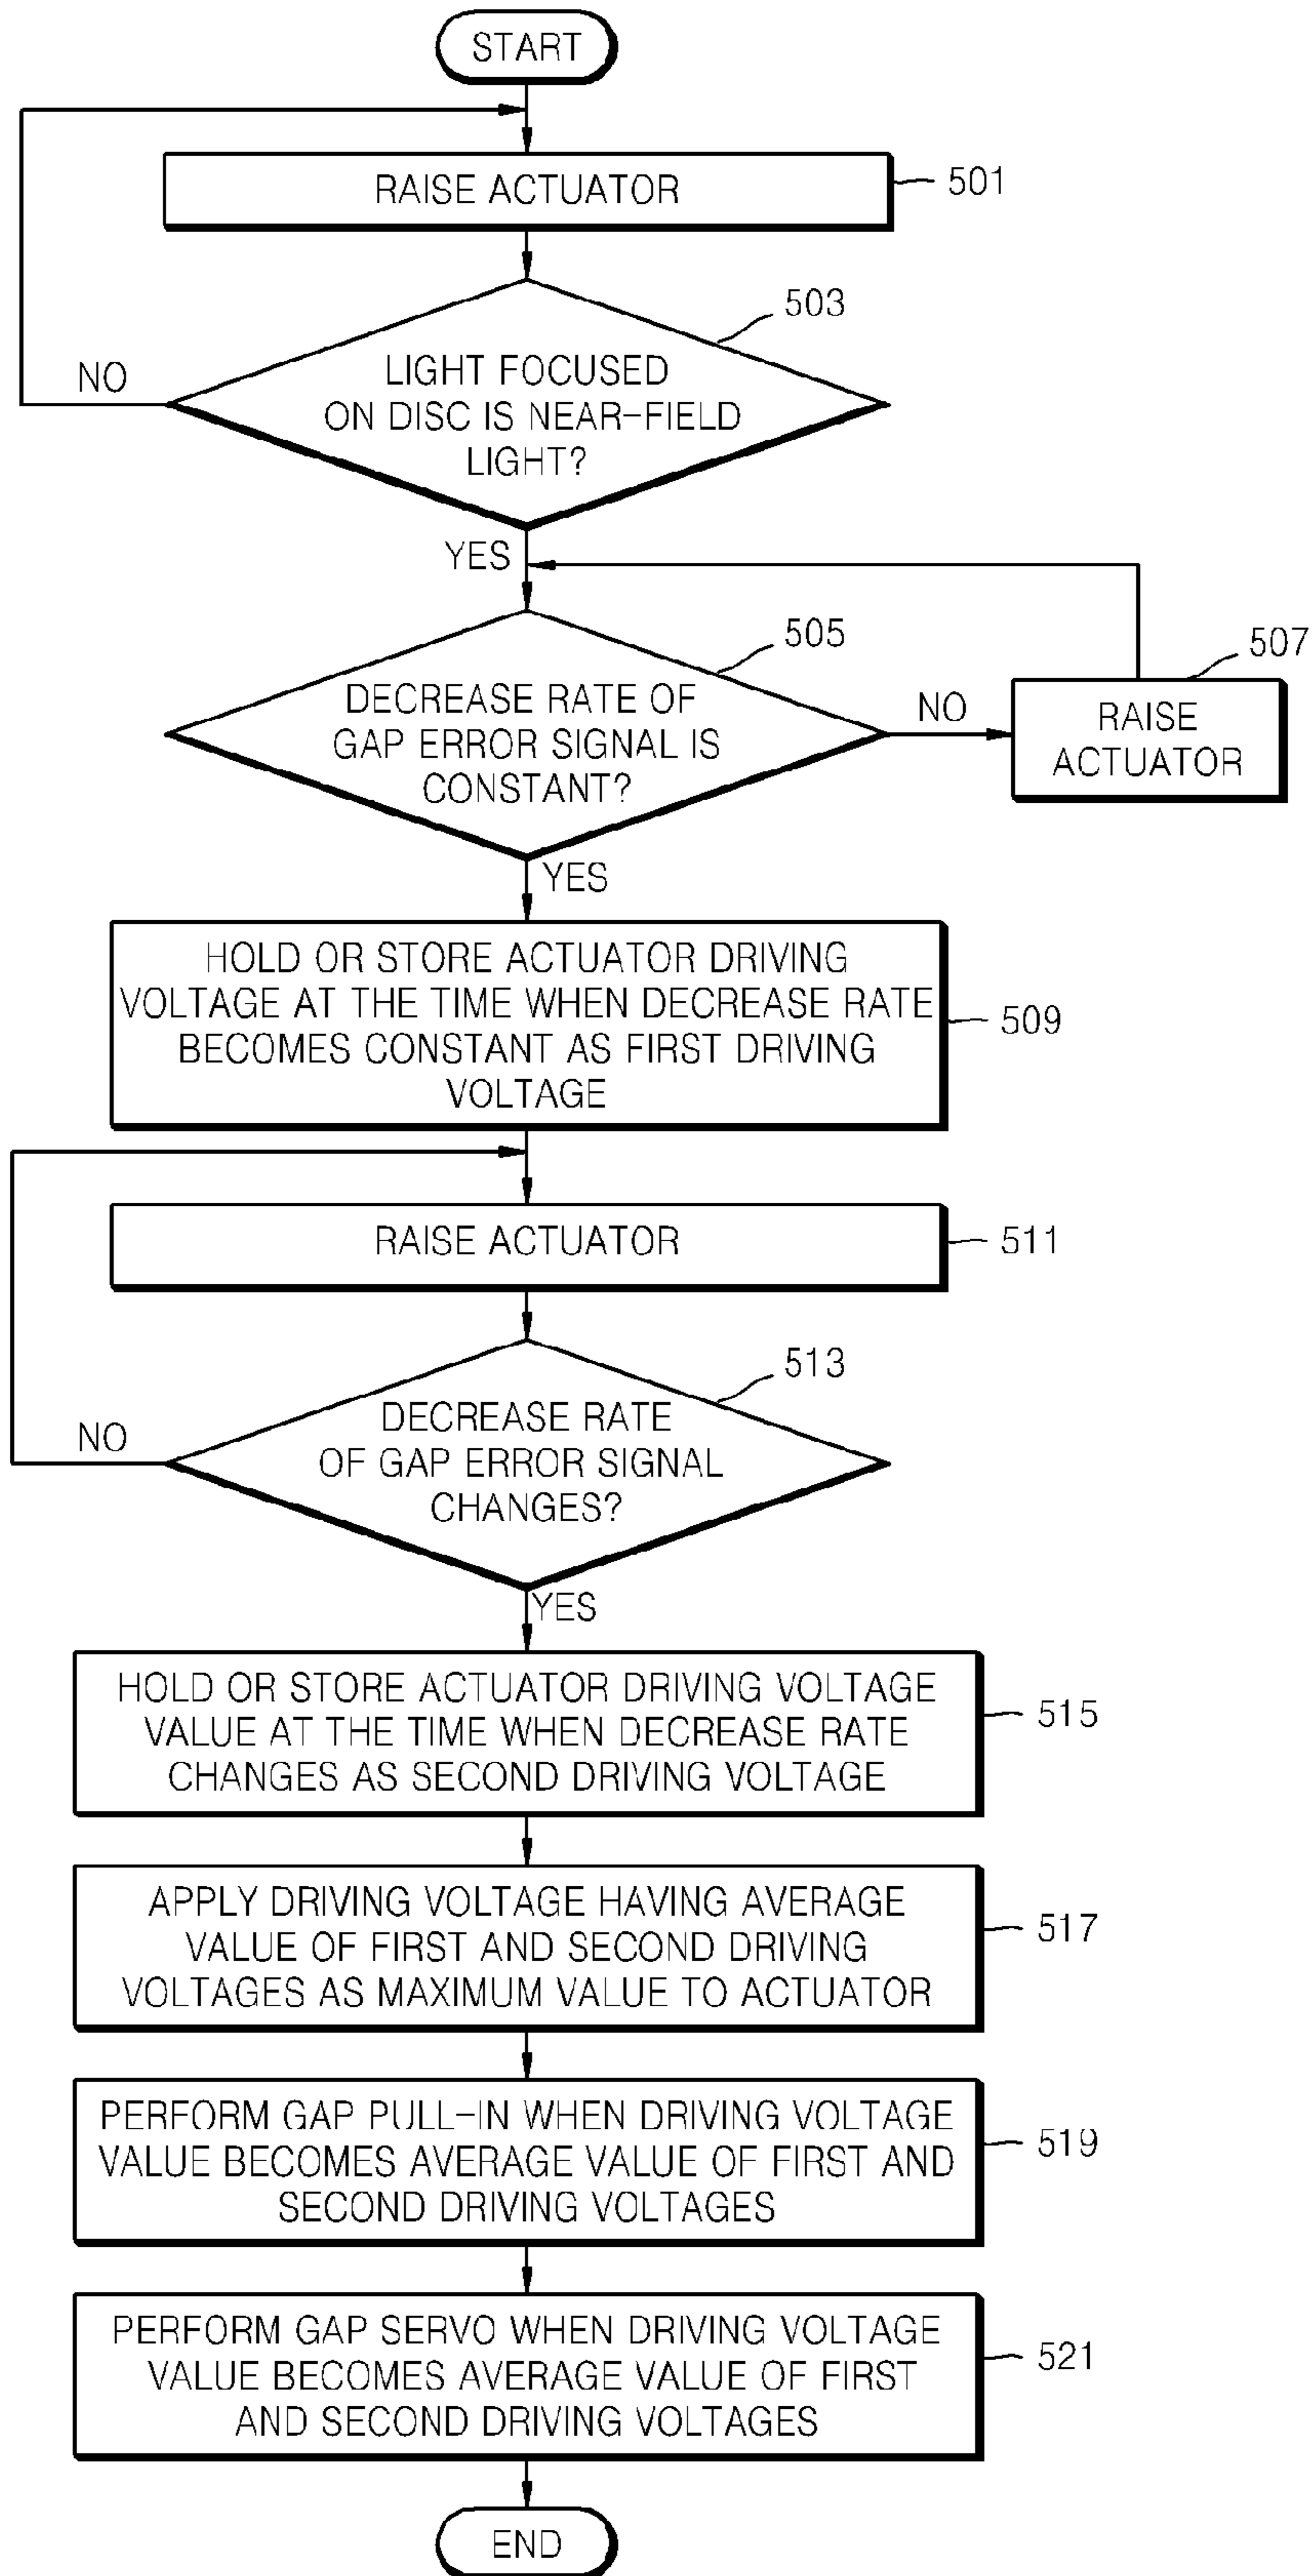 START
RAISE ACTUATOR
501
503
LIGHT FOCUSED
ON DISC IS NEAR-FIELD
LIGHT?
NO
YES
505
DECREASE RATE OF
GAP ERROR SIGNAL IS
CONSTANT?
NO
507
RAISE
ACTUATOR
YES
HOLD OR STORE ACTUATOR DRIVING
VOLTAGE AT THE TIME WHEN DECREASE RATE
BECOMES CONSTANT AS FIRST DRIVING
VOLTAGE
509
RAISE ACTUATOR
511
513
DECREASE RATE
OF GAP ERROR SIGNAL
CHANGES?
NO
YES
HOLD OR STORE ACTUATOR DRIVING VOLTAGE
VALUE AT THE TIME WHEN DECREASE RATE
CHANGES AS SECOND DRIVING VOLTAGE
515
APPLY DRIVING VOLTAGE HAVING AVERAGE
VALUE OF FIRST AND SECOND DRIVING
VOLTAGES AS MAXIMUM VALUE TO ACTUATOR
517
PERFORM GAP PULL-IN WHEN DRIVING VOLTAGE
VALUE BECOMES AVERAGE VALUE OF FIRST AND
SECOND DRIVING VOLTAGES
519
PERFORM GAP SERVO WHEN DRIVING VOLTAGE
VALUE BECOMES AVERAGE VALUE OF FIRST
AND SECOND DRIVING VOLTAGES
521
END